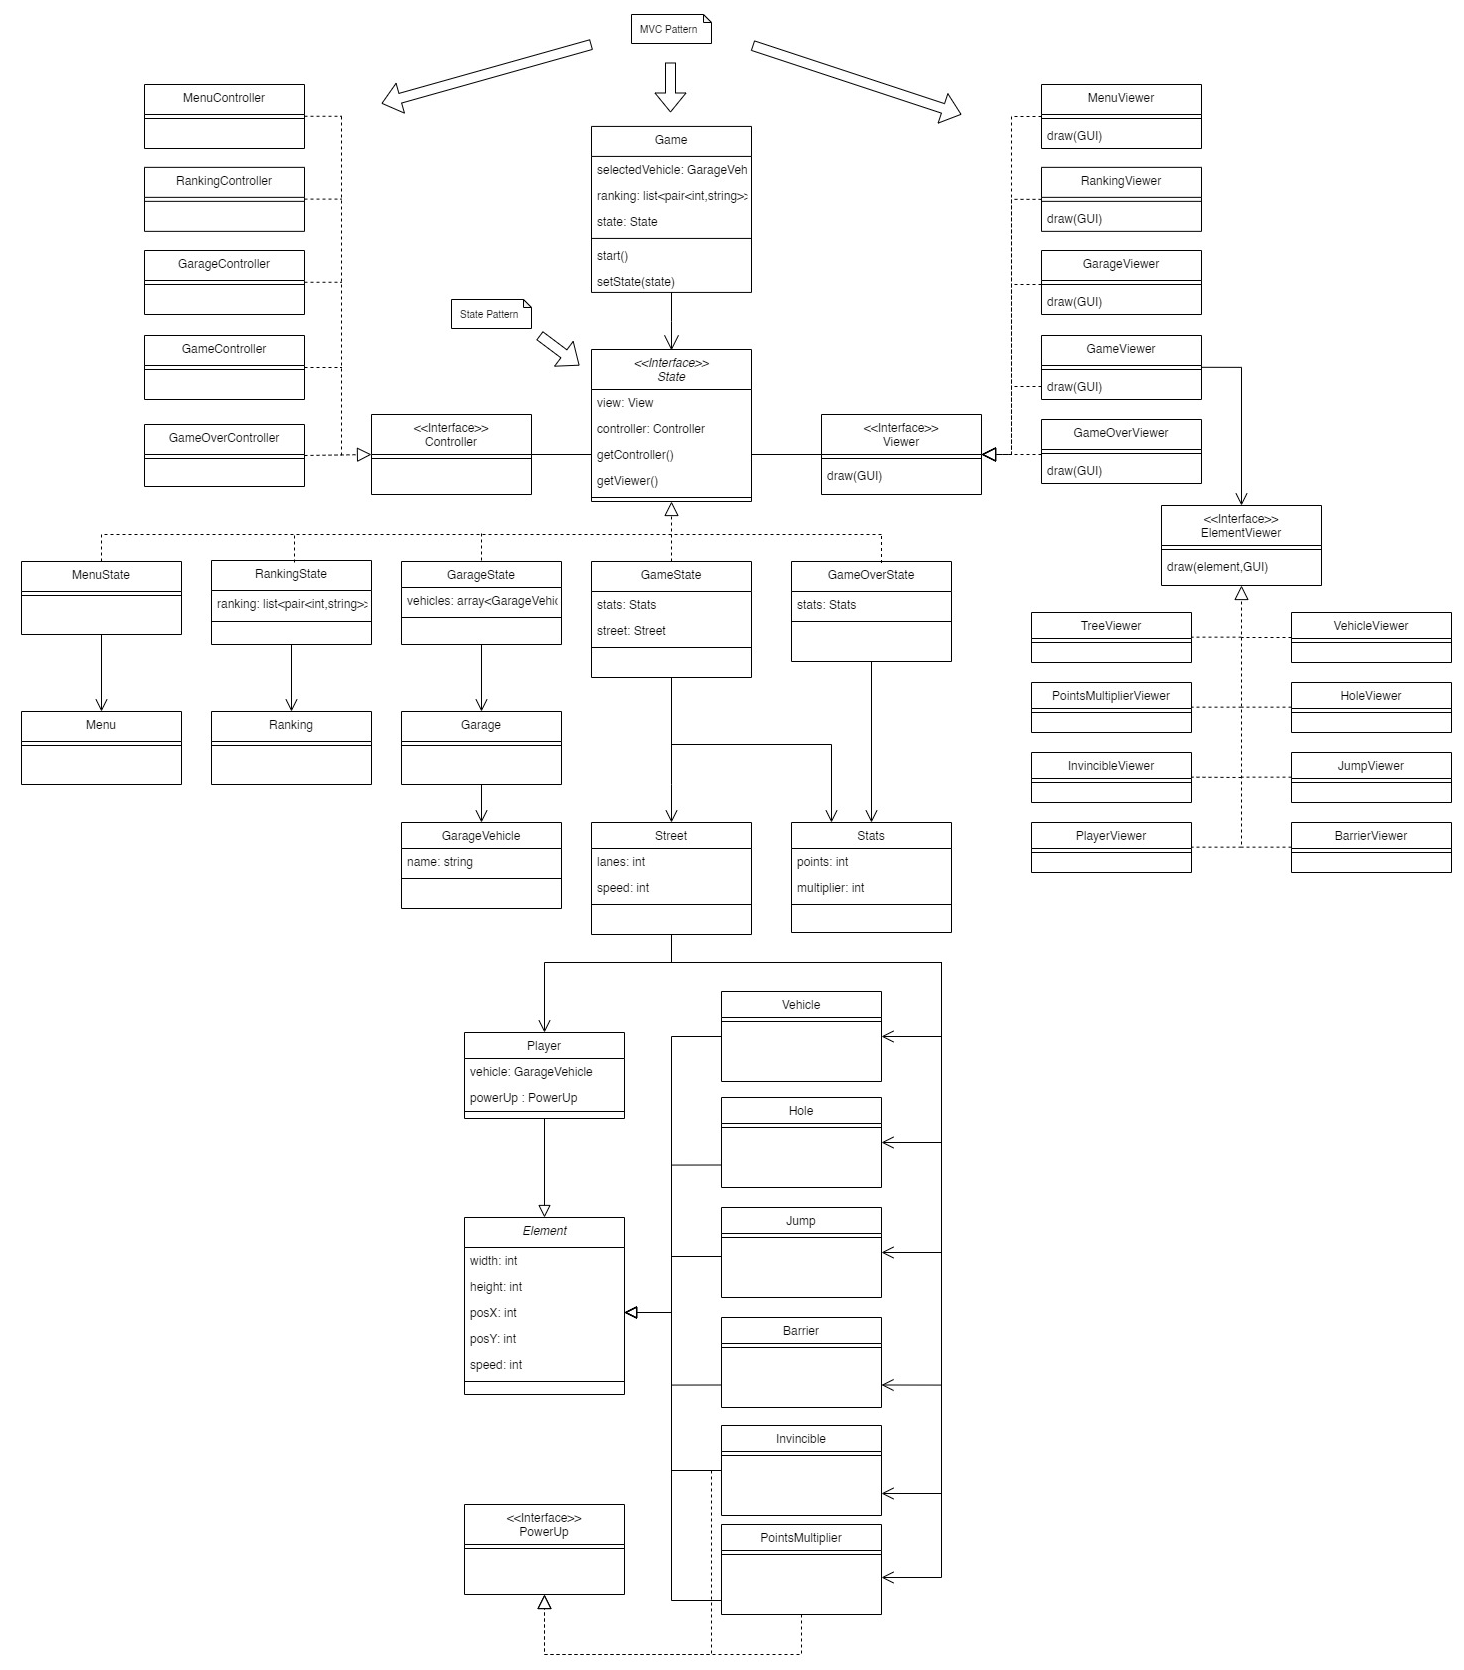 MVC Pattern
MenuController
RankingController
GarageController
GameController
GameOverController
Game
selectedVehicle: GarageVeh
ranking: list<pair<int,string>>
state: State
start()
setState(state)
State Pattern
<<Interface>>
State
view: View
controller: Controller
getController()
getViewer()
<<Interface>>
Controller
<<Interface>>
Viewer
draw(GUI)
MenuViewer
draw(GUI)
RankingViewer
draw(GUI)
GarageViewer
draw(GUI)
GameViewer
draw(GUI)
GameOverViewer
draw(GUI)
<<Interface>>
ElementViewer
draw(element,GUI)
MenuState
RankingState
ranking: list<pair<int,string>>
GarageState
vehicles: array<GarageVehic
GameState
stats: Stats
street: Street
GameOverState
stats: Stats
TreeViewer
VehicleViewer
PointsMultiplierViewer
HoleViewer
InvincibleViewer
JumpViewer
PlayerViewer
BarrierViewer
Menu
Ranking
Garage
GarageVehicle
name: string
Street
lanes: int
speed: int
Stats
points: int
multiplier: int
Player
vehicle: GarageVehicle
powerUp : PowerUp
Vehicle
Hole
Jump
Barrier
Invincible
PointsMultiplier
Element
width: int
height: int
posX: int
posY: int
speed: int
<<Interface>>
PowerUp